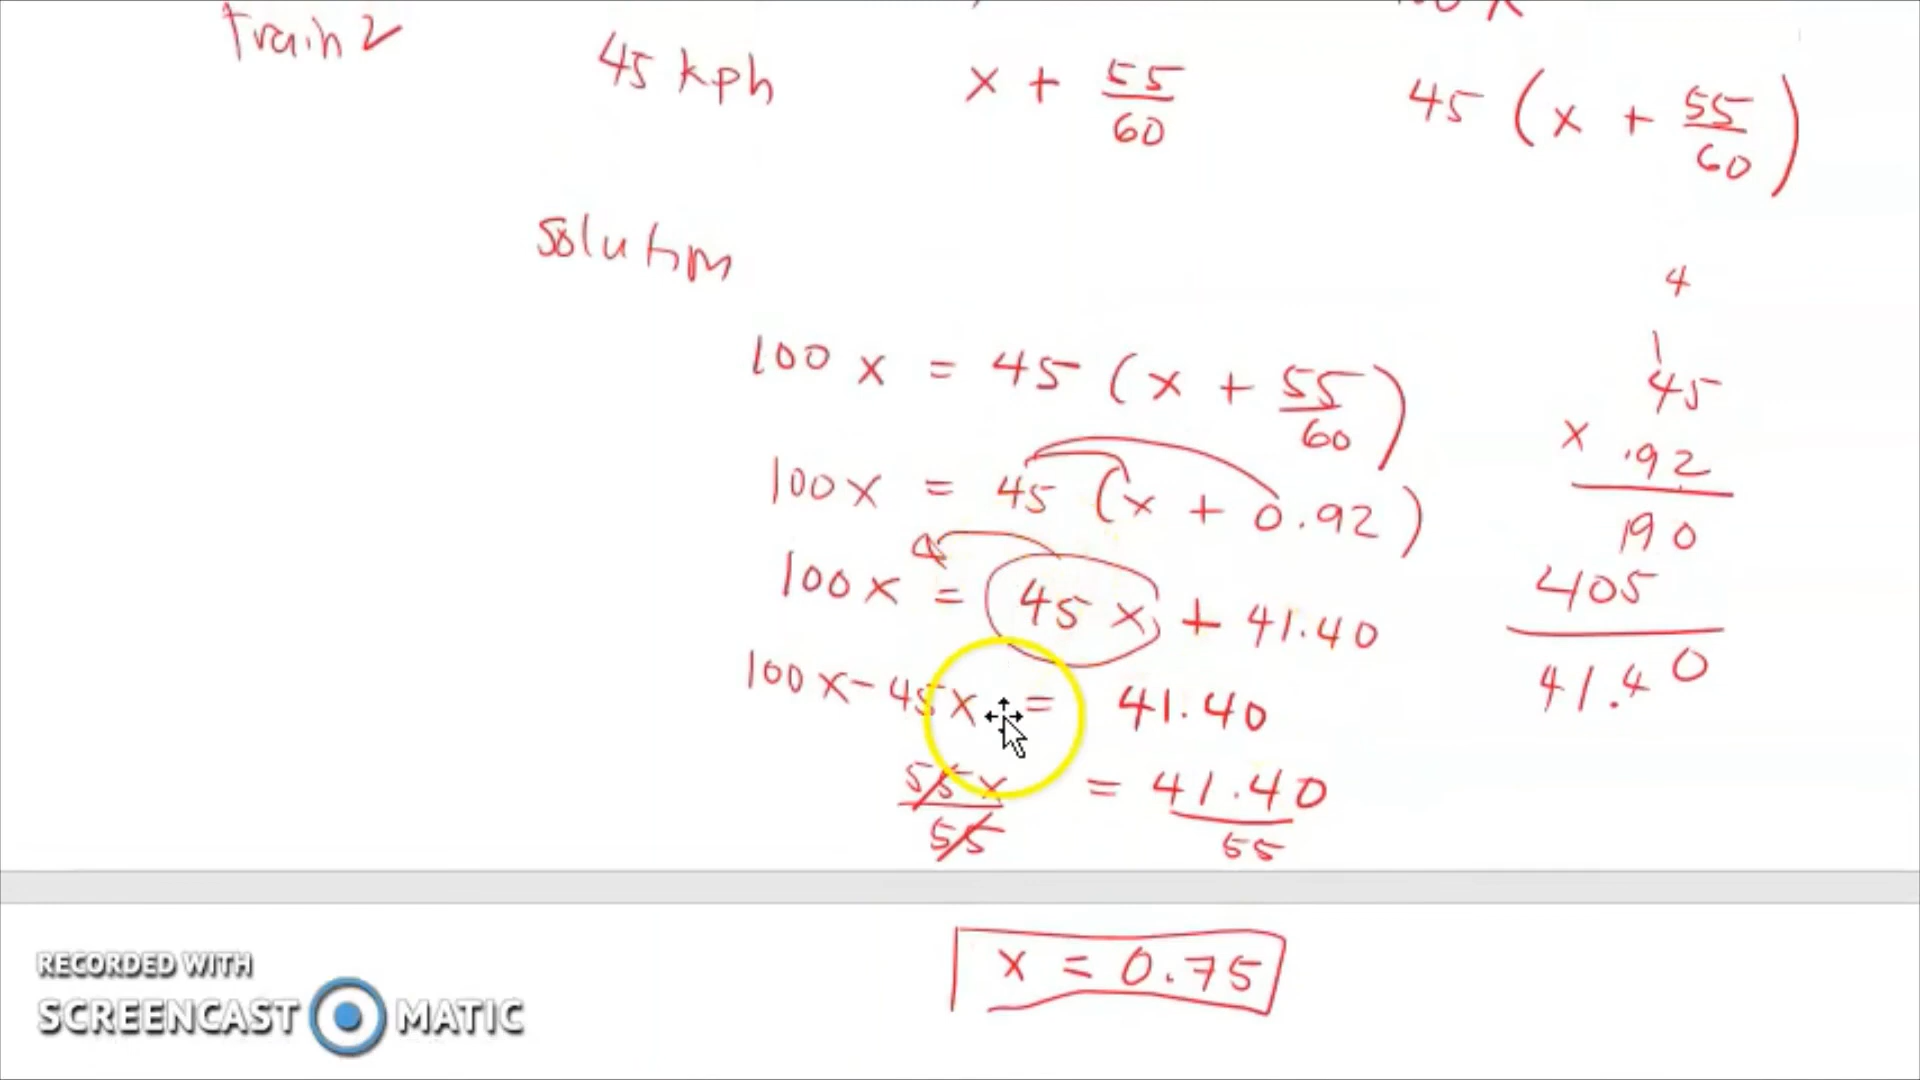 Train 2 45 kph x + 55/60 45 (x + 55/60)
Solution
100x = 45 (x + 55/60)
100x = 45 (x + 0.92)
100x = 45x + 41.40
100x - 45x = 41.40
55x/55 = 41.40/55
x = 0.75
4
1
45
x .92
190
405
41.40
RECORDED WITH
SCREENCAST MATIC